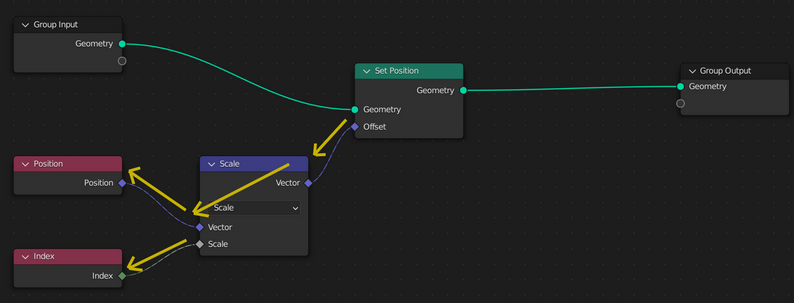 Group Input
Geometry
Set Position
Geometry
Geometry
Offset
Group Output
Geometry
Position
Position
Scale
Vector
Scale
Vector
Scale
Index
Index